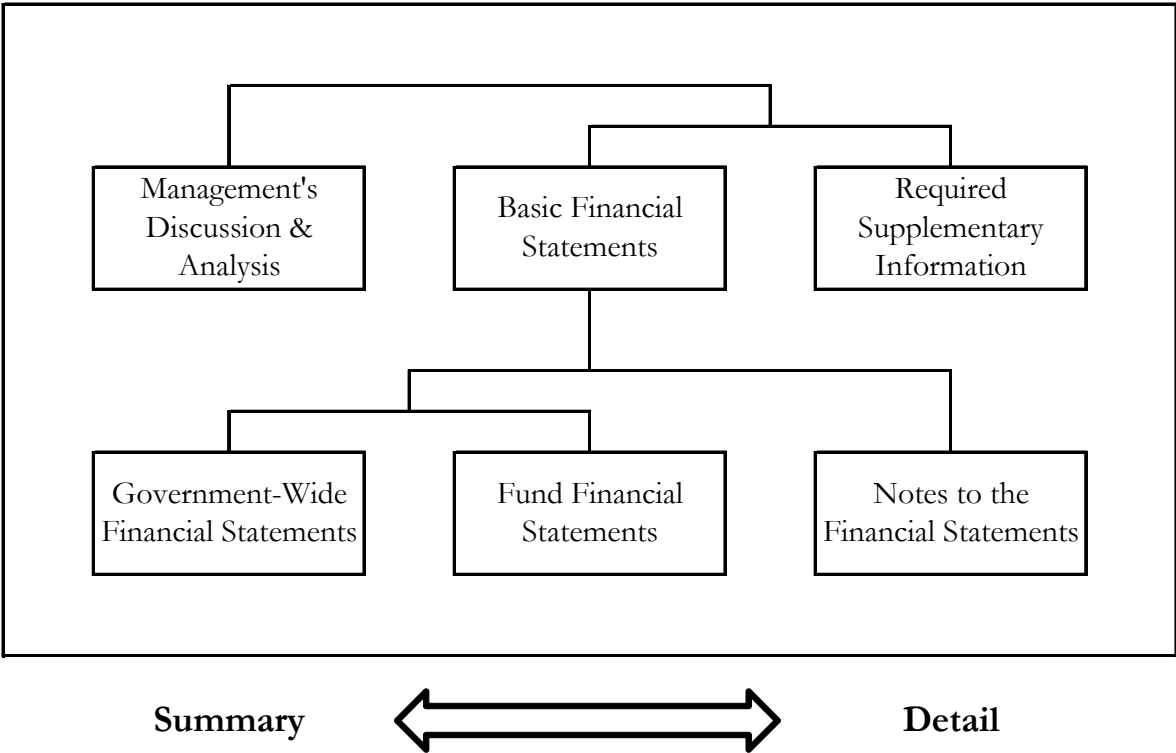 Management's
Discussion &
Analysis
Basic Financial
Statements
Required
Supplementary
Information
Government-Wide
Financial Statements
Fund Financial
Statements
Notes to the
Financial Statements
Summary
Detail